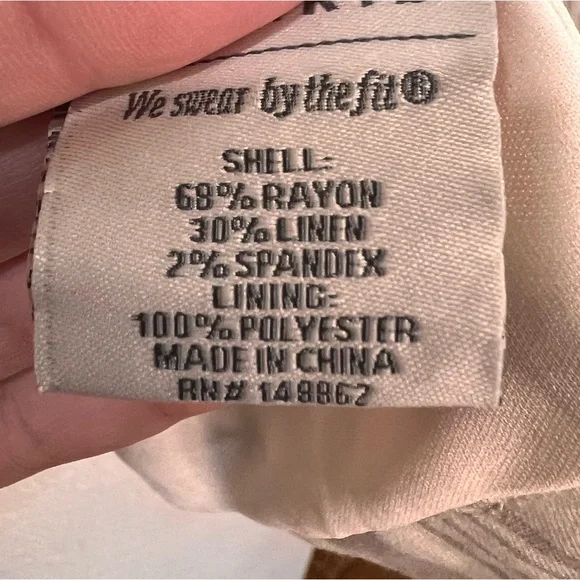 We swear by the fit®
SHELL:
68% RAYON
30% LINEN
2% SPANDEX
LINING:
100% POLYESTER
MADE IN CHINA
RN# 148862